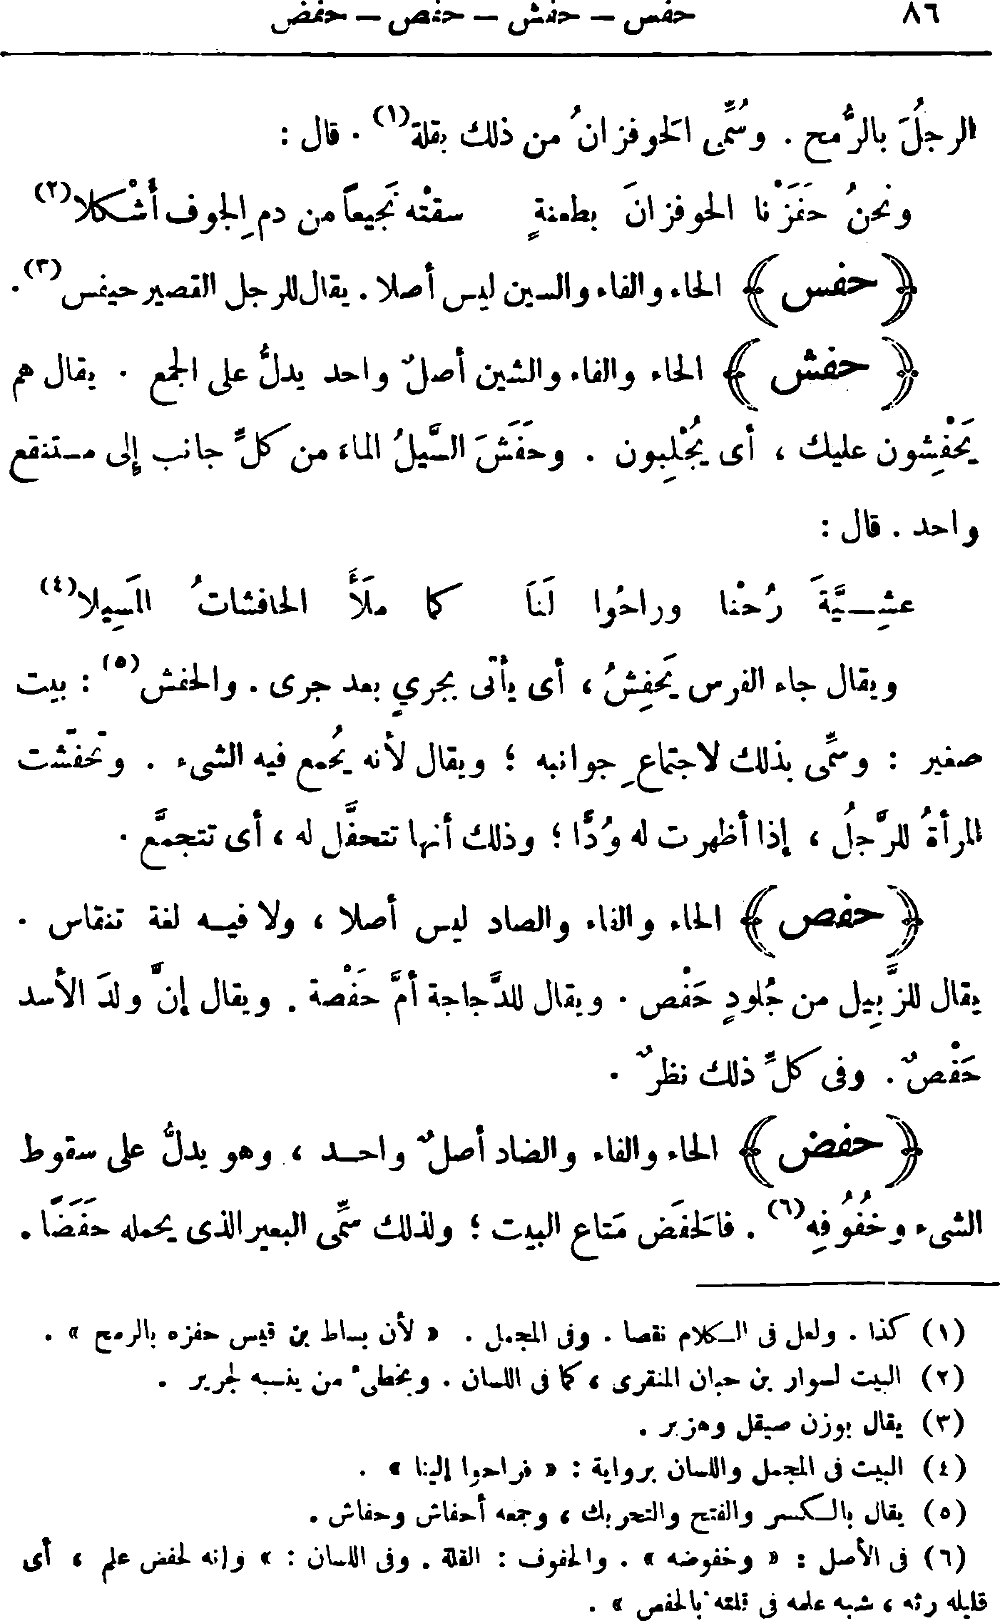 ٨٦
حفس — حفش — حفص — حفض
الرجلُ بالرُّمح . وسُمِّى الحَوفزانُ من ذلك بقلة(١) . قال :
ونحنُ حَفَزْنا الحوفزانَ بطعنةٍ سقتْه نَجيعاً من دم الجوف أَشْكلا(٢)
﴿ حفس ﴾ الحاء والفاء والسين ليس أصلا . يقال للرجل القصير حيفس(٣) .
﴿ حفش ﴾ الحاء والفاء والشين أصلٌ واحد يدلُّ على الجمع . يقال هم
يَحْفِشون عليك ، أى يُجْلِبون . وحَفَشَ السَّيلُ الماء من كلِّ جانب إلى مستنقع
واحد . قال :
عشِيَّةَ رُحْنا وراحُوا لَنا كما ملَأَ الحافشاتُ المَسِيلا(٤)
ويقال جاء الفرس يَحفِشُ ، أى يأتى بجريٍ بعد جرى . والحفش(٥) : بيت
صغير : وسمِّى بذلك لاجتماعِ جوانبه ؛ ويقال لأنه يُجمع فيه الشىء . وتحفّشت
المرأةُ للرَّجلُ ، إذا أظهرت له وُدًّا ؛ وذلك أنها تتحفَّل له ، أى تتجمَّع .
﴿ حفص ﴾ الحاء والفاء والصاد ليس أصلا ، ولا فيه لغة تنقاس .
يقال للزَّبِيل من جُلودٍ حَفْص . ويقال للدَّجاجة أمَّ حَفْصة . ويقال إنَّ ولدَ الأسد
حَفْصٌ . وفى كلِّ ذلك نظرٌ .
﴿ حفض ﴾ الحاء والفاء والضاد أصلٌ واحد ، وهو يدلُّ على سقوط
الشىء وخُفُوفِه(٦) . فالحَفَض مَتاع البيت ؛ ولذلك سمِّى البعير الذى يحمله حَفَضًا .
(١) كذا . ولعل فى الكلام نقصا . وفى المجمل . « لأن بساط بن قيس حفزه بالرمح » .
(٢) البيت لسوار بن حبان المنقرى ، كما فى اللسان . ويخطئ من ينسبه لجرير .
(٣) يقال بوزن صيقل وهزبر .
(٤) البيت فى المجمل واللسان برواية : « فراحوا إلينا » .
(٥) يقال بالكسر والفتح والتحريك ، وجمعه أحفاش وحفاش .
(٦) فى الأصل : « وخفوضه » . والخفوف : القلة . وفى اللسان : » وإنه لحفض علم ، أى
قليله رثه ، شبه علمه فى قلته بالحفص » .